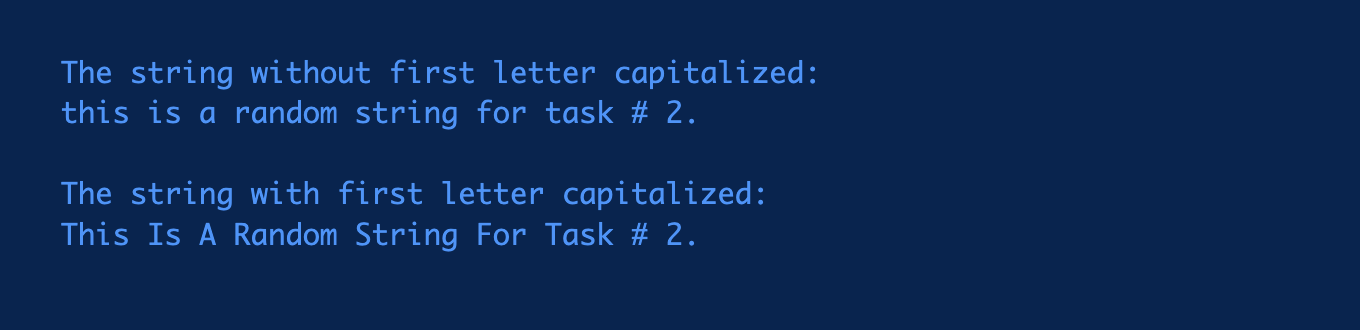 The string without first letter capitalized:
this is a random string for task # 2.
The string with first letter capitalized:
This Is A Random String For Task # 2.